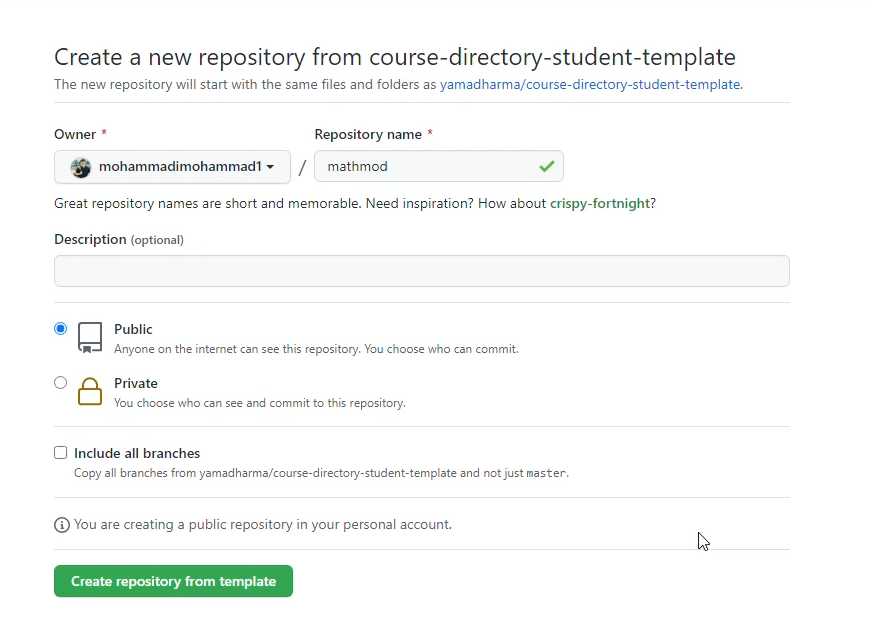 Create a new repository from course-directory-student-template
The new repository will start with the same files and folders as yamadharma/course-directory-student-template.
Owner *
Repository name *
mohammadimohammad1
/
mathmod
Great repository names are short and memorable. Need inspiration? How about crispy-fortnight?
Description (optional)
Public
Anyone on the internet can see this repository. You choose who can commit.
Private
You choose who can see and commit to this repository.
Include all branches
Copy all branches from yamadharma/course-directory-student-template and not just master.
You are creating a public repository in your personal account.
Create repository from template